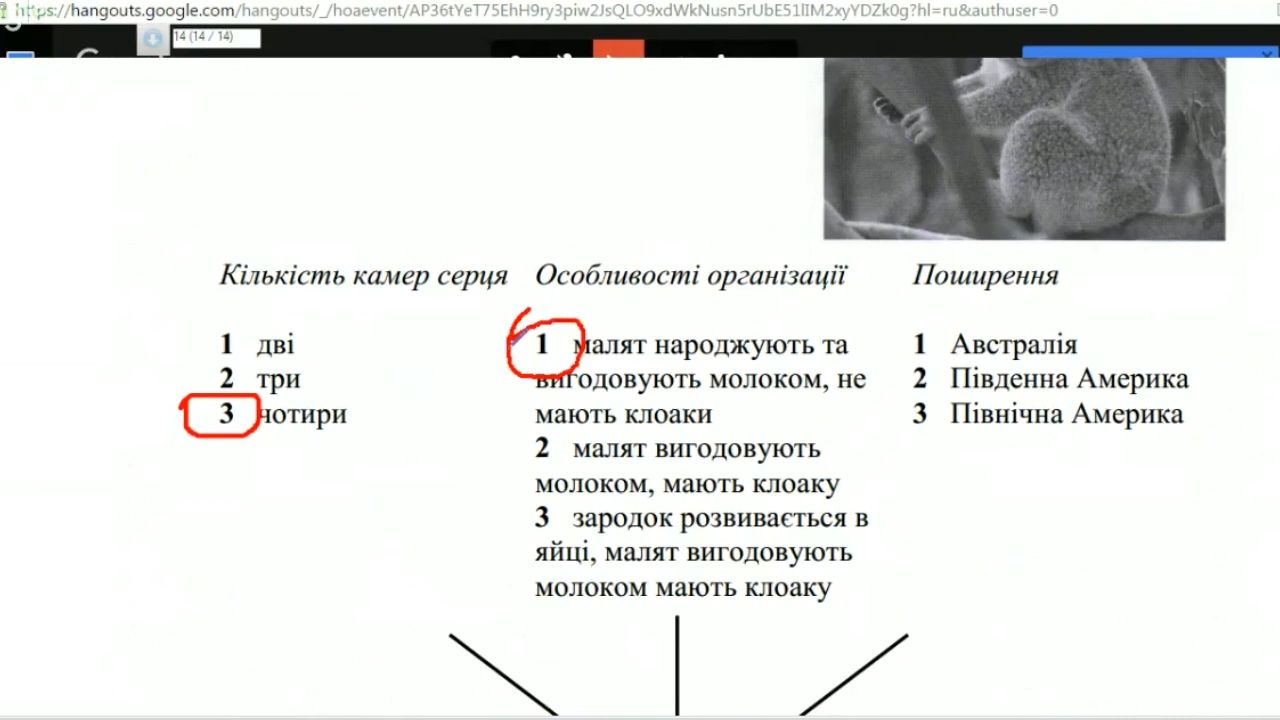 https://hangouts.google.com/hangouts/_/hoaevent/AP36tYeT75EhH9ry3piw2JsQLO9xdWkNusn5rUbE51lIM2xyYDZk0g?hl=ru&authuser=0
14 (14 / 14)
Кількість камер серця
1 дві
2 три
3 чотири
Особливості організації
1 малят народжують та
вигодовують молоком, не
мають клоаки
2 малят вигодовують
молоком, мають клоаку
3 зародок розвивається в
яйці, малят вигодовують
молоком мають клоаку
Поширення
1 Австралія
2 Південна Америка
3 Північна Америка